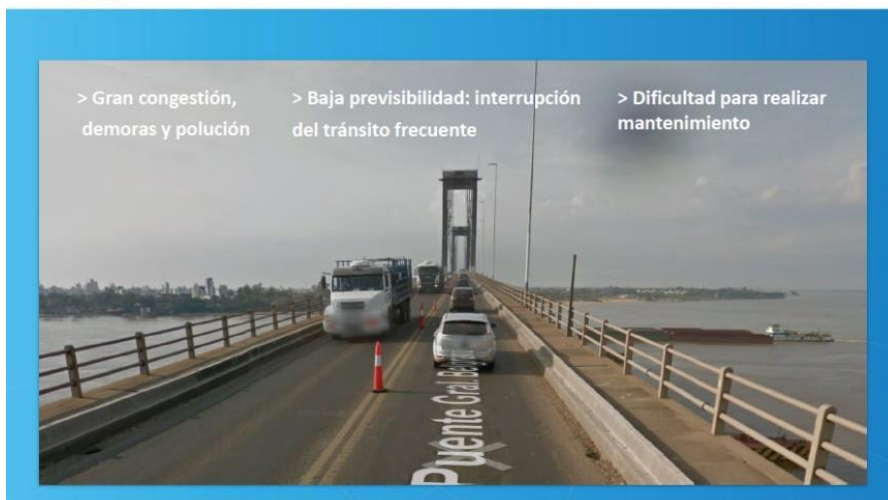 > Gran congestión,
demoras y polución
> Baja previsibilidad: interrupción
del tránsito frecuente
> Dificultad para realizar
mantenimiento
Puente Gral.